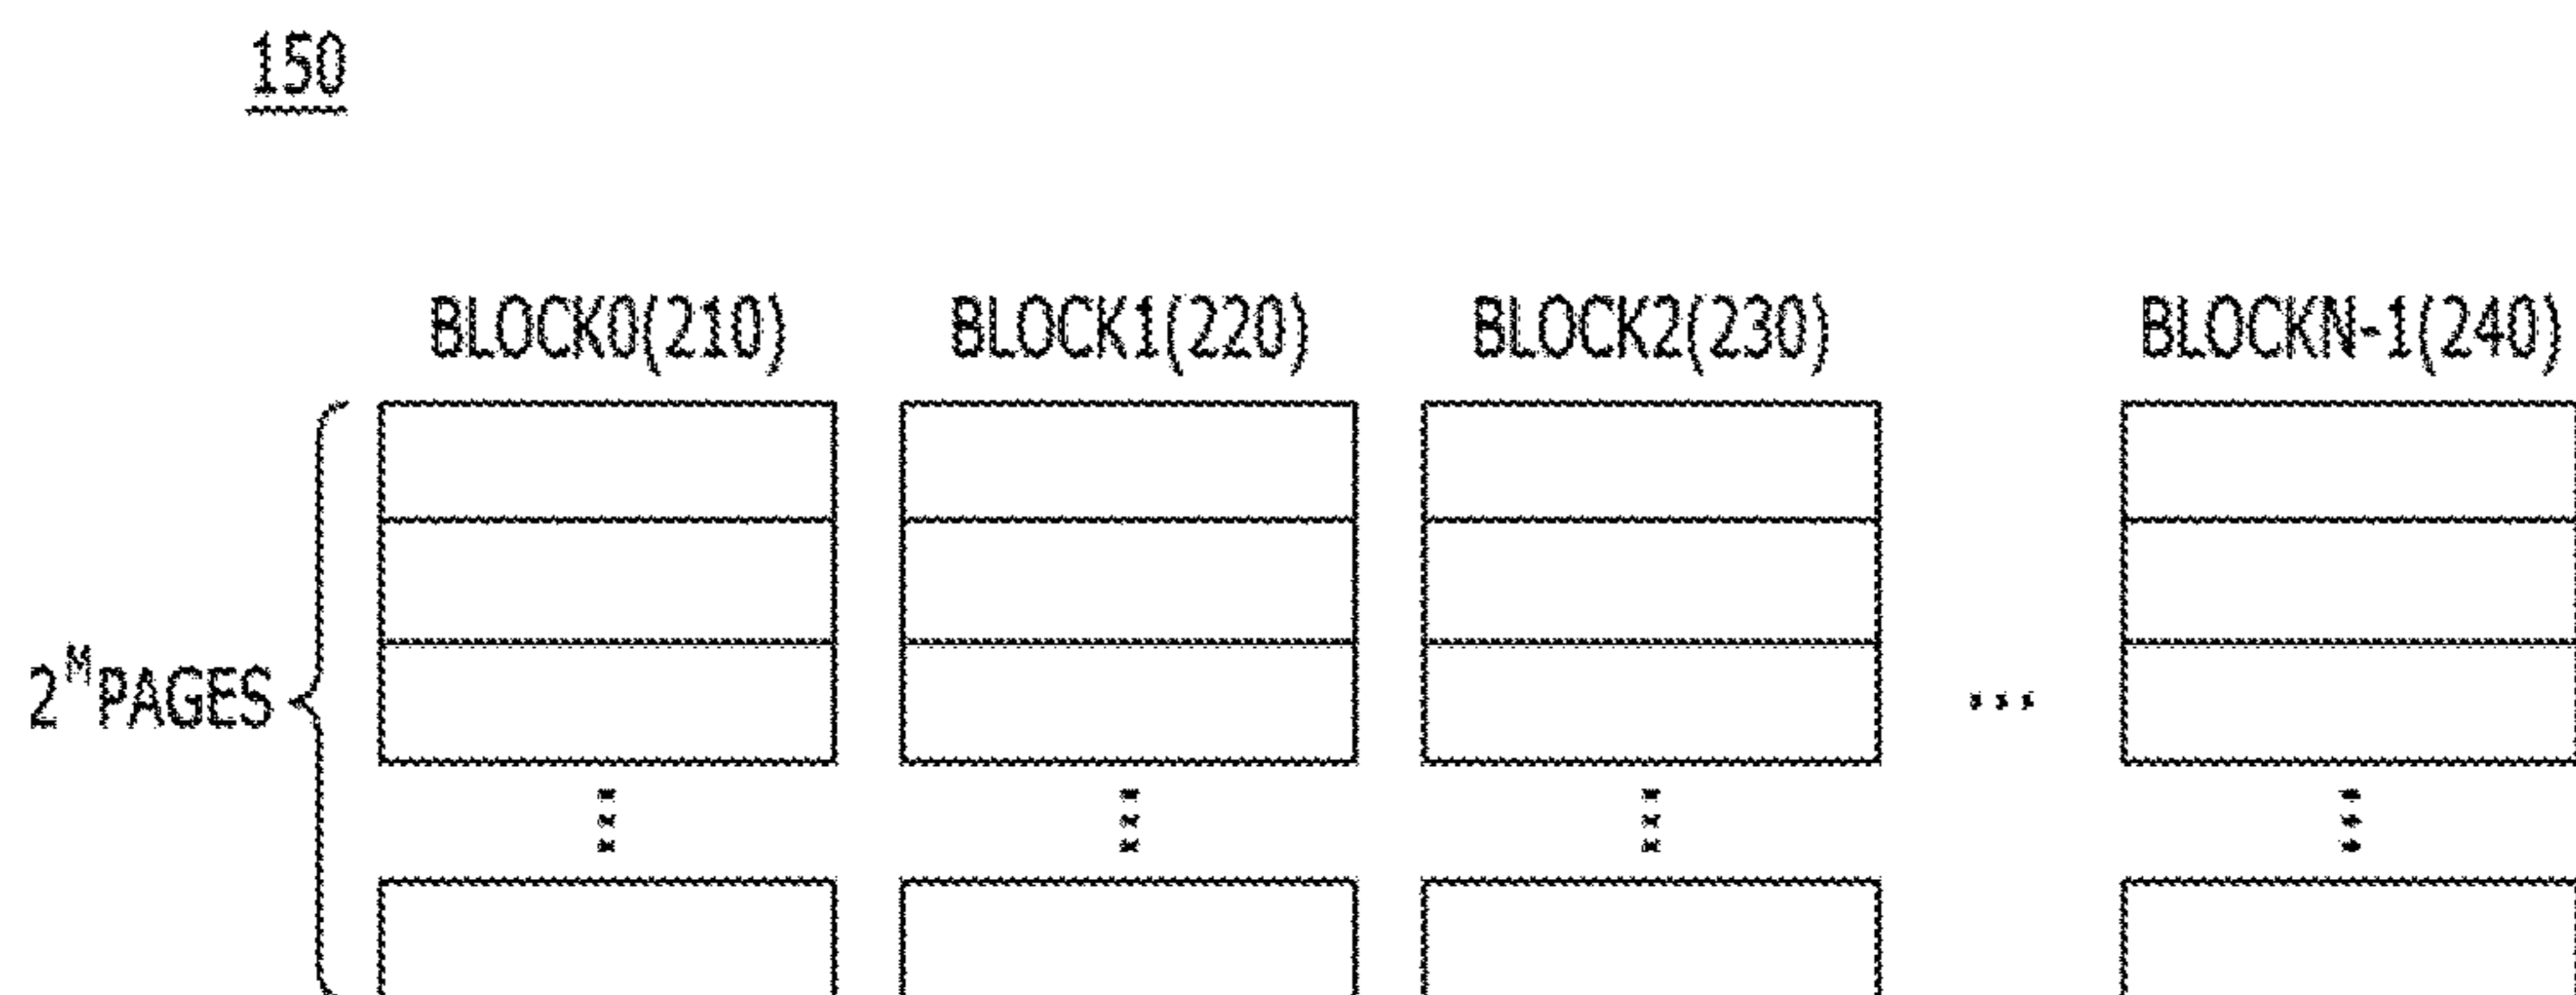 150
BLOCK0(210) BLOCK1(220) BLOCK2(230) BLOCKN-1(240)
2^M PAGES { ...